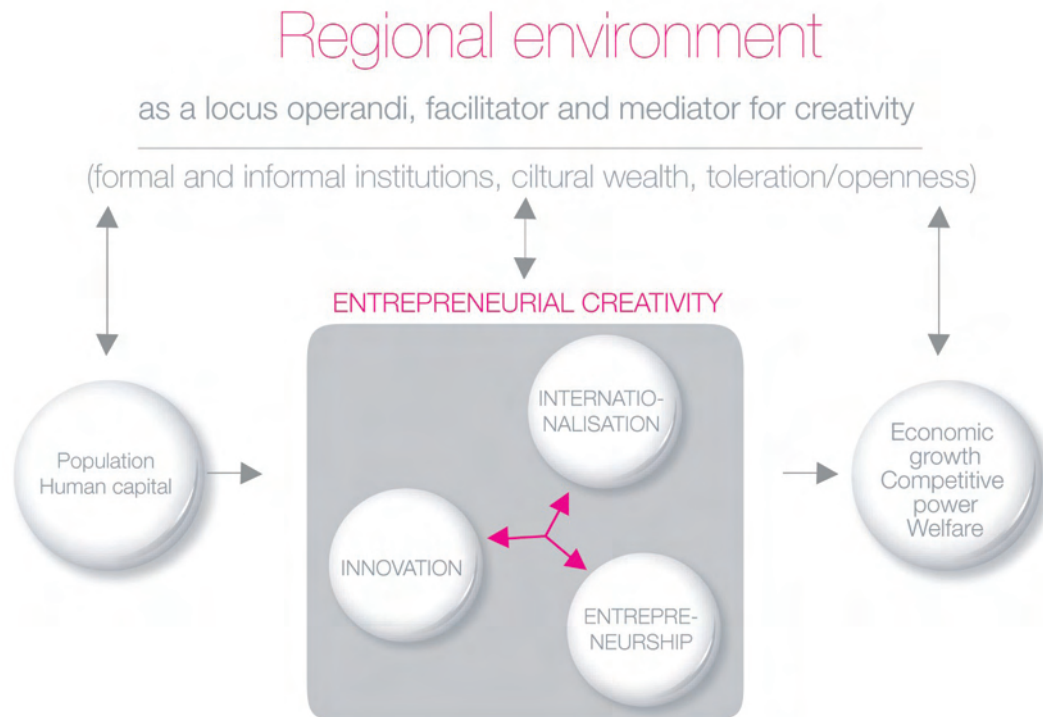 Regional environment
as a locus operandi, facilitator and mediator for creativity
(formal and informal institutions, ciltural wealth, toleration/openness)
ENTREPRENEURIAL CREATIVITY
Population
Human capital
INTERNATIO-
NALISATION
INNOVATION
ENTREPRE-
NEURSHIP
Economic
growth
Competitive
power
Welfare